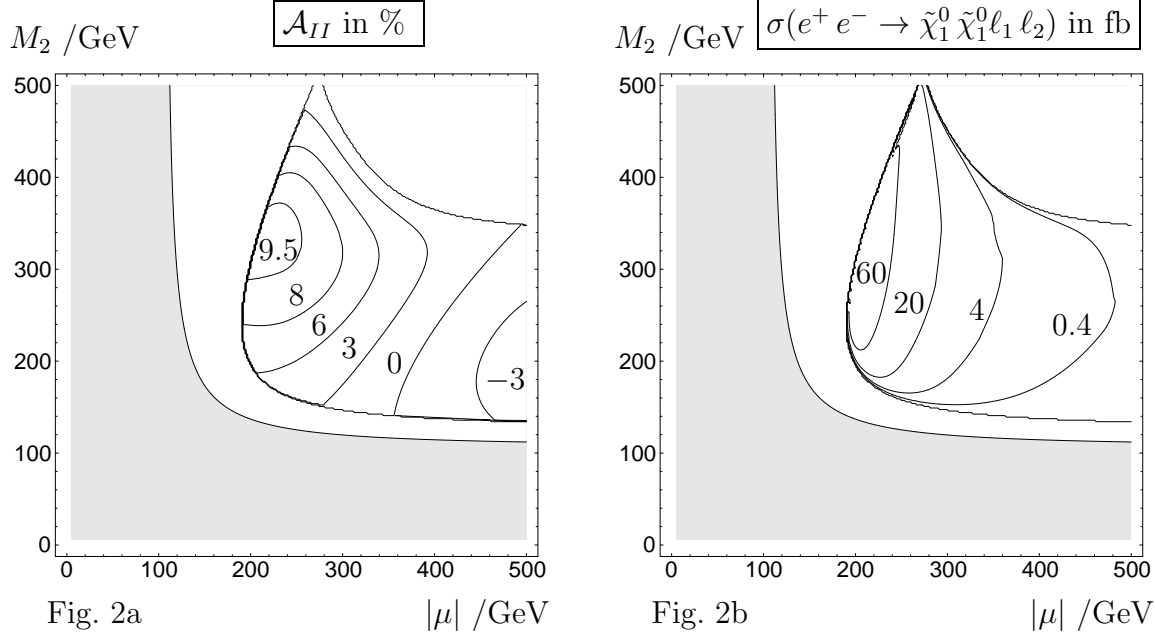 𝒜_II in %
M₂ /GeV
500
400
300
200
100
0
9.5
8
6
3
0
−3
0 100 200 300 400 500
Fig. 2a
|μ| /GeV
σ(e⁺ e⁻ → χ̃₁⁰ χ̃₁⁰ ℓ₁ ℓ₂) in fb
M₂ /GeV
500
400
300
200
100
0
60
20
4
0.4
0 100 200 300 400 500
Fig. 2b
|μ| /GeV